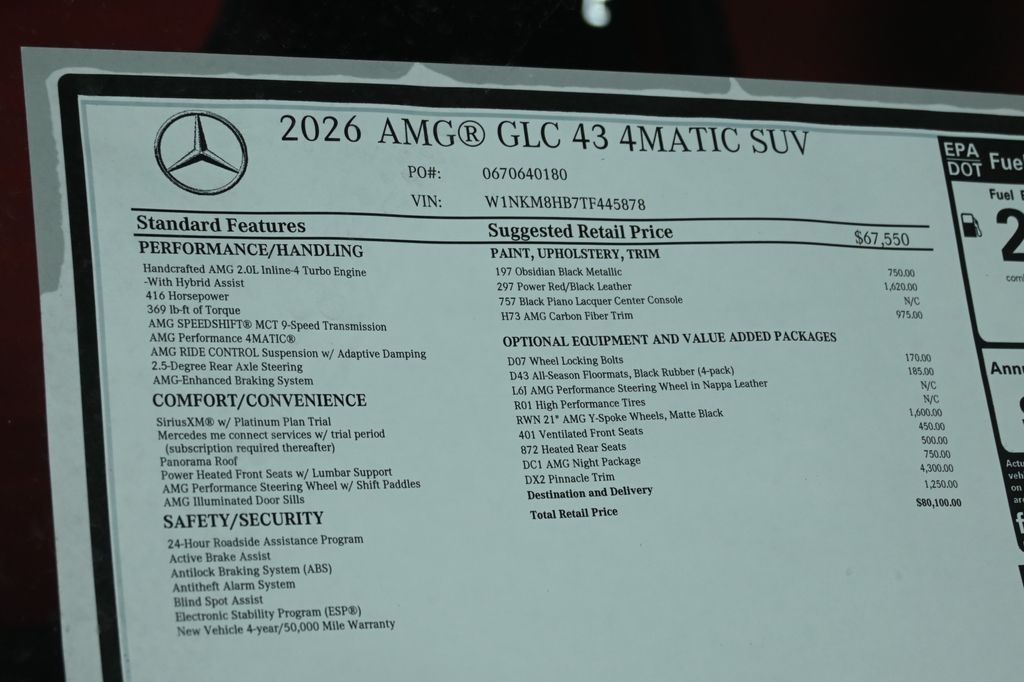 2026 AMG® GLC 43 4MATIC SUV
PO#: 0670640180
VIN: W1NKM8HB7TF445878
Standard Features
PERFORMANCE/HANDLING
Handcrafted AMG 2.0L Inline-4 Turbo Engine
-With Hybrid Assist
416 Horsepower
369 lb-ft of Torque
AMG SPEEDSHIFT® MCT 9-Speed Transmission
AMG Performance 4MATIC®
AMG RIDE CONTROL Suspension w/ Adaptive Damping
2.5-Degree Rear Axle Steering
AMG-Enhanced Braking System
COMFORT/CONVENIENCE
SiriusXM® w/ Platinum Plan Trial
Mercedes me connect services w/ trial period
(subscription required thereafter)
Panorama Roof
Power Heated Front Seats w/ Lumbar Support
AMG Performance Steering Wheel w/ Shift Paddles
AMG Illuminated Door Sills
SAFETY/SECURITY
24-Hour Roadside Assistance Program
Active Brake Assist
Antilock Braking System (ABS)
Antitheft Alarm System
Blind Spot Assist
Electronic Stability Program (ESP®)
New Vehicle 4-year/50,000 Mile Warranty
Suggested Retail Price $67,550
PAINT, UPHOLSTERY, TRIM
197 Obsidian Black Metallic 750.00
297 Power Red/Black Leather 1,620.00
757 Black Piano Lacquer Center Console N/C
H73 AMG Carbon Fiber Trim 975.00
OPTIONAL EQUIPMENT AND VALUE ADDED PACKAGES
D07 Wheel Locking Bolts 170.00
D43 All-Season Floormats, Black Rubber (4-pack) 185.00
L6J AMG Performance Steering Wheel in Nappa Leather N/C
R01 High Performance Tires N/C
RWN 21" AMG Y-Spoke Wheels, Matte Black 1,600.00
401 Ventilated Front Seats 450.00
872 Heated Rear Seats 500.00
DC1 AMG Night Package 750.00
DX2 Pinnacle Trim 4,300.00
Destination and Delivery 1,250.00
Total Retail Price $80,100.00
EPA
DOT
Fue
Fuel E
2
com
Ann
Actu
veh
on
are
f